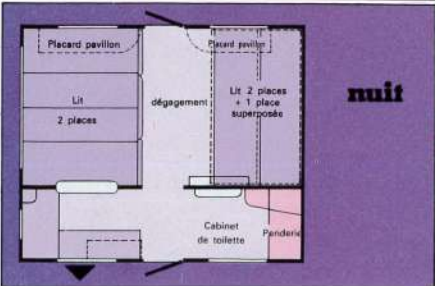 Placard pavillon
Placard pavillon
nuit
Lit
2 places
dégagement
Lit 2 places
+ 1 place
superposée
Cabinet
de toilette
Penderie